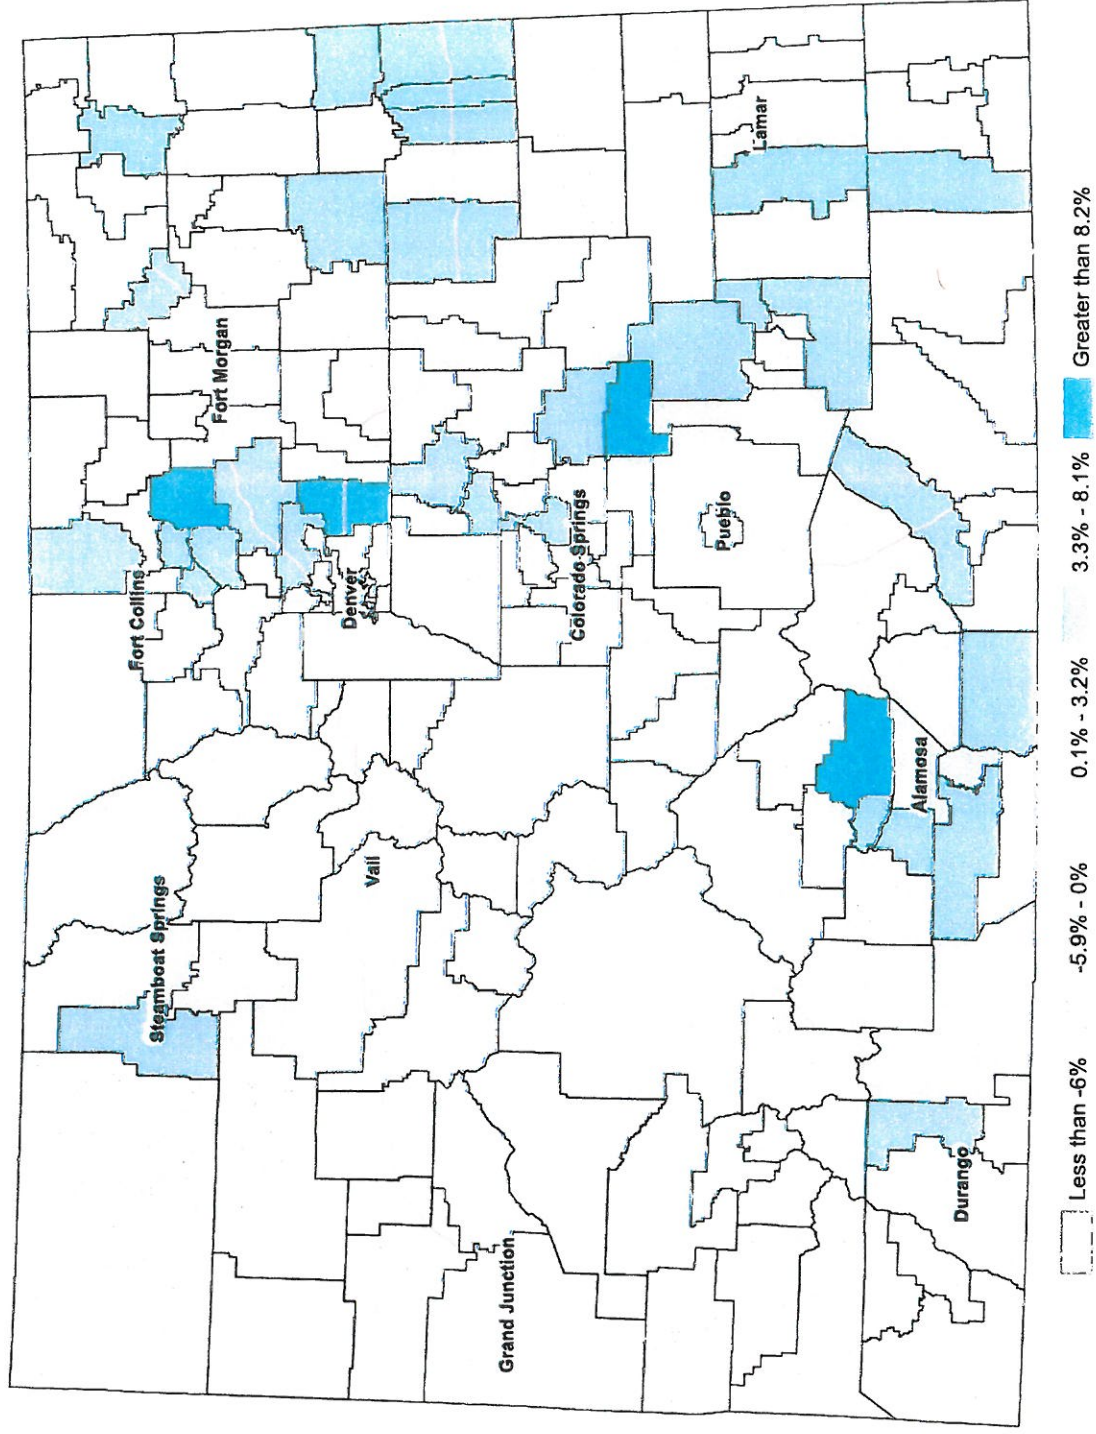 Steamboat Springs
Fort Collins
Fort Morgan
Vail
Denver
Grand Junction
Colorado Springs
Pueblo
Lamar
Durango
Alamosa
Less than -6%
-5.9% - 0%
0.1% - 3.2%
3.3% - 8.1%
Greater than 8.2%